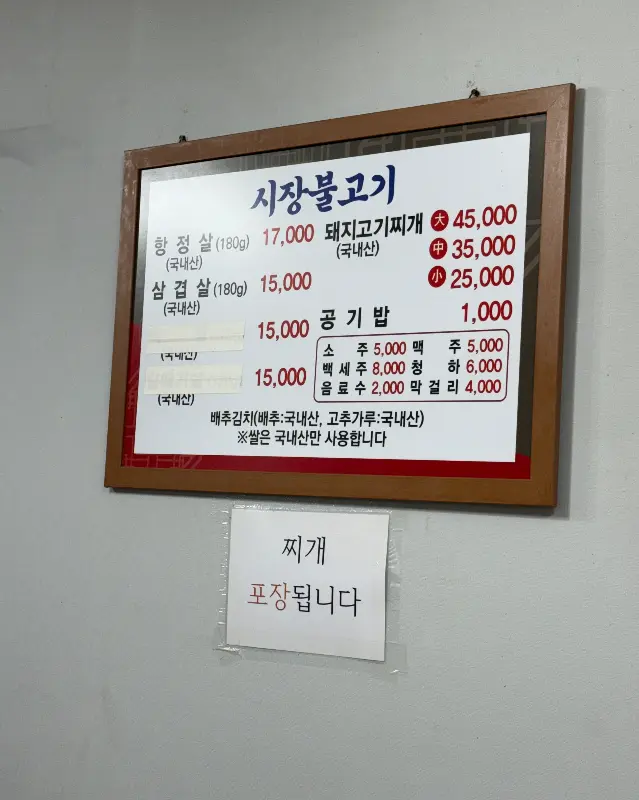 시장불고기
항정살(180g) 17,000
(국내산)
삼겹살(180g) 15,000
(국내산)
15,000
(국내산)
15,000
(국내산)
돼지고기찌개 大 45,000
(국내산) 中 35,000
小 25,000
공기밥 1,000
소주 5,000 맥주 5,000
백세주 8,000 청하 6,000
음료수 2,000 막걸리 4,000
배추김치(배추:국내산, 고추가루:국내산)
※쌀은 국내산만 사용합니다
찌개
포장됩니다